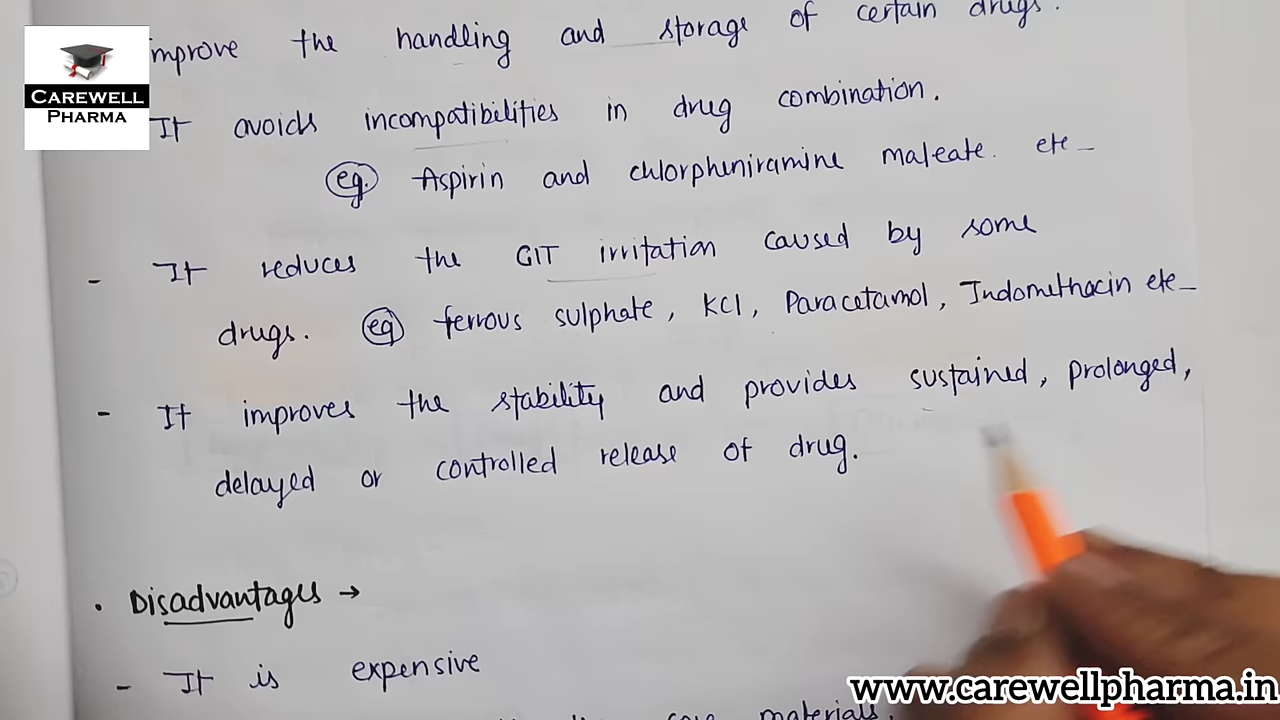 improve the handling and storage of certain drugs.
CAREWELL
PHARMA
It avoids incompatibilities in drug combination.
eg. Aspirin and chlorpheniramine maleate. etc
- It reduces the GIT irritation caused by some
drugs. eg ferrous sulphate, KCl, Paracetamol, Indomethacin etc
- It improves the stability and provides sustained, prolonged,
delayed or controlled release of drug.
• Disadvantages →
- It is expensive
core materials.
www.carewellpharma.in